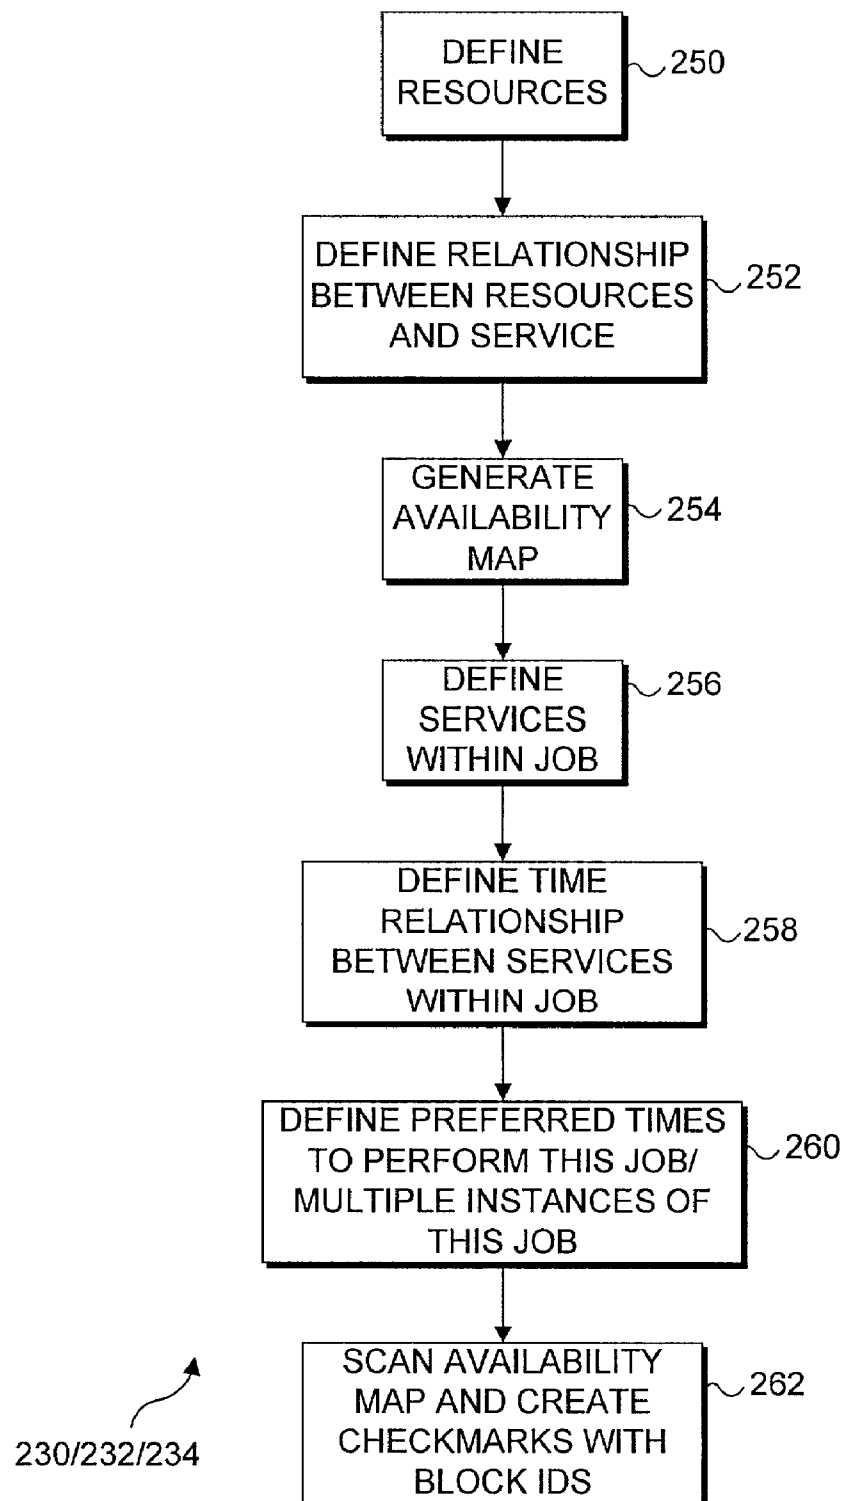 DEFINE
RESOURCES
250
DEFINE RELATIONSHIP
BETWEEN RESOURCES
AND SERVICE
252
GENERATE
AVAILABILITY
MAP
254
DEFINE
SERVICES
WITHIN JOB
256
DEFINE TIME
RELATIONSHIP
BETWEEN SERVICES
WITHIN JOB
258
DEFINE PREFERRED TIMES
TO PERFORM THIS JOB/
MULTIPLE INSTANCES OF
THIS JOB
260
SCAN AVAILABILITY
MAP AND CREATE
CHECKMARKS WITH
BLOCK IDS
262
230/232/234